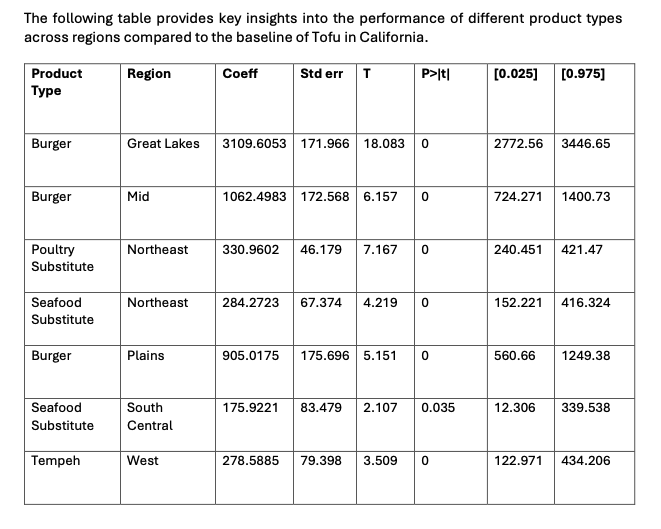 The following table provides key insights into the performance of different product types
across regions compared to the baseline of Tofu in California.
Product Type Region Coeff Std err T P>|t| [0.025] [0.975]
Burger Great Lakes 3109.6053 171.966 18.083 0 2772.56 3446.65
Burger Mid 1062.4983 172.568 6.157 0 724.271 1400.73
Poultry Substitute Northeast 330.9602 46.179 7.167 0 240.451 421.47
Seafood Substitute Northeast 284.2723 67.374 4.219 0 152.221 416.324
Burger Plains 905.0175 175.696 5.151 0 560.66 1249.38
Seafood Substitute South Central 175.9221 83.479 2.107 0.035 12.306 339.538
Tempeh West 278.5885 79.398 3.509 0 122.971 434.206